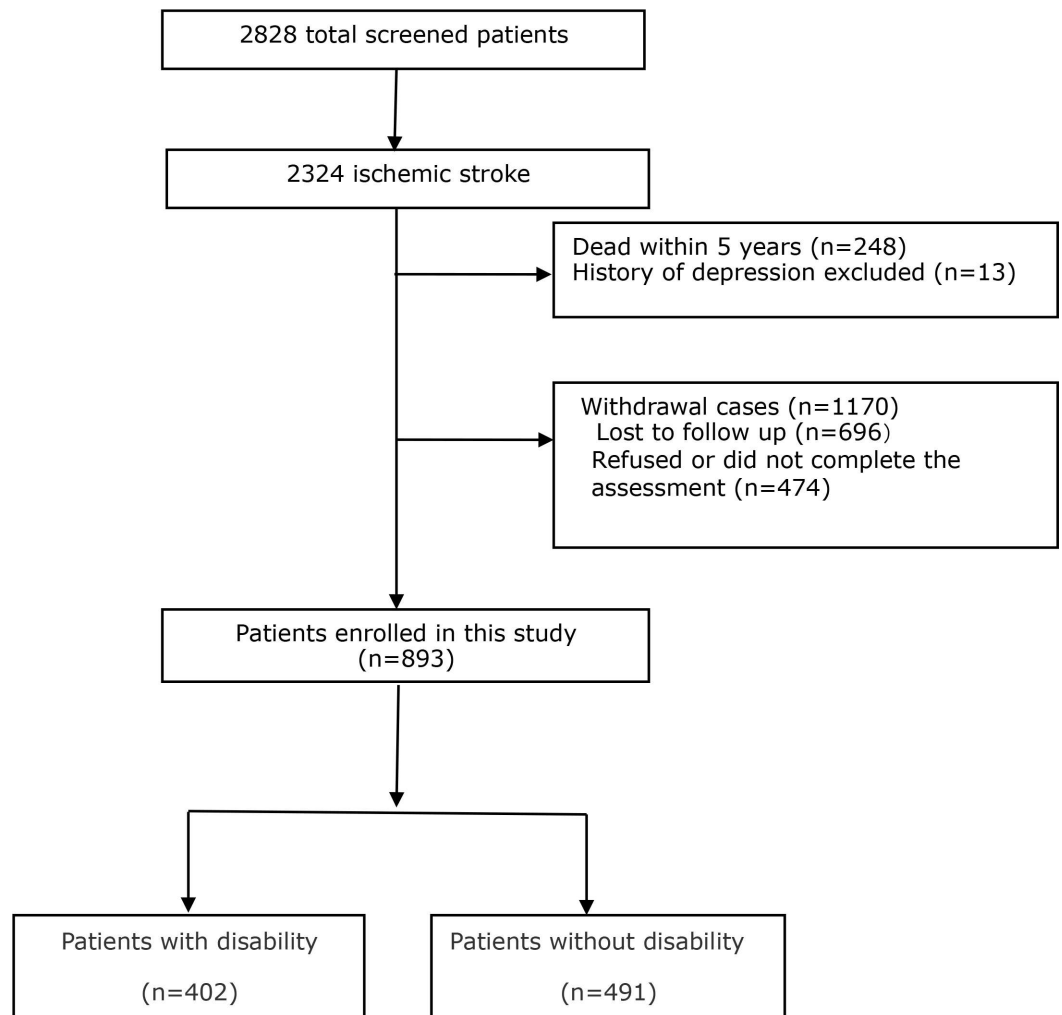 2828 total screened patients
2324 ischemic stroke
Dead within 5 years (n=248)
History of depression excluded (n=13)
Withdrawal cases (n=1170)
Lost to follow up (n=696）
Refused or did not complete the
assessment (n=474)
Patients enrolled in this study
(n=893)
Patients with disability
(n=402)
Patients without disability
(n=491)